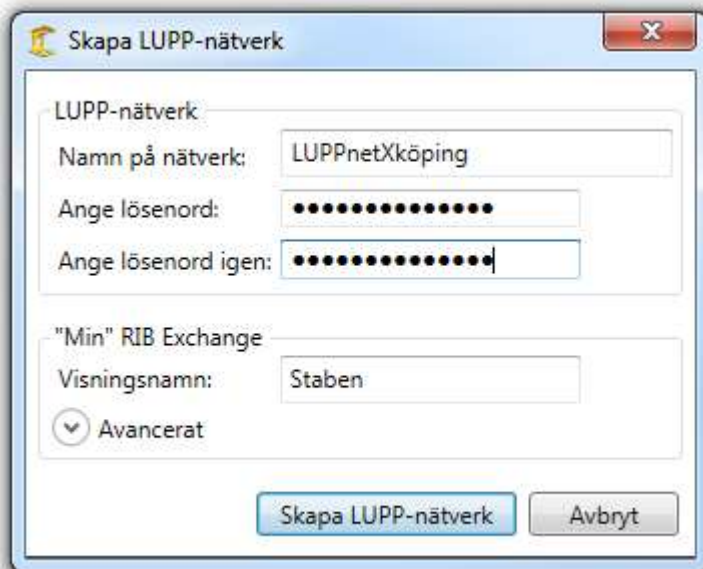 Skapa LUPP-nätverk
LUPP-nätverk
Namn på nätverk: LUPPnetXköping
Ange lösenord: ●●●●●●●●●●●●●●
Ange lösenord igen: ●●●●●●●●●●●●●●
"Min" RIB Exchange
Visningsnamn: Staben
Avancerat
Skapa LUPP-nätverk Avbryt